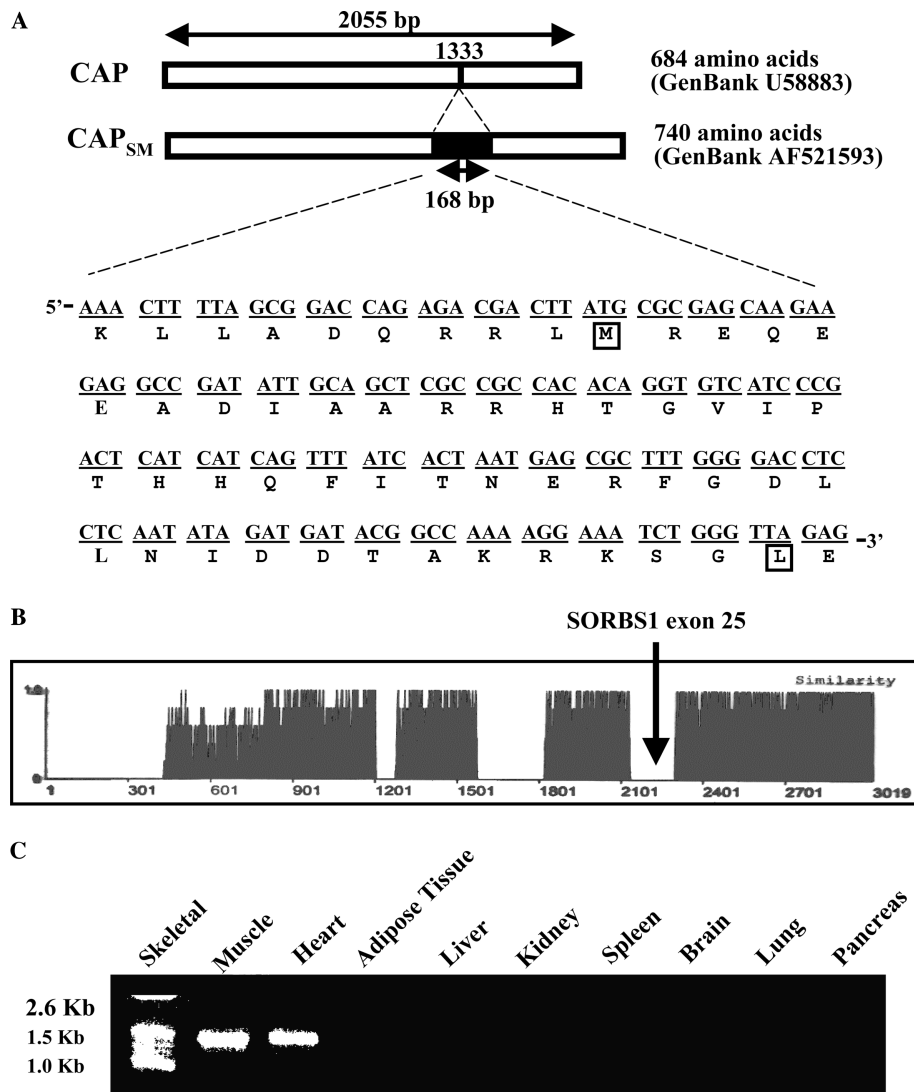 A
2055 bp
1333
CAP
684 amino acids
(GenBank U58883)
CAPSM
740 amino acids
(GenBank AF521593)
168 bp
5’- AAA CTT TTA GCG GAC CAG AGA CGA CTT ATG CGC GAG CAA GAA
K L L A D Q R R L M R E Q E
GAG GCC GAT ATT GCA GCT CGC CGC CAC ACA GGT GTC ATC CCG
E A D I A A R R H T G V I P
ACT CAT CAT CAG TTT ATC ACT AAT GAG CGC TTT GGG GAC CTC
T H H Q F I T N E R F G D L
CTC AAT ATA GAT GAT ACG GCC AAA AGG AAA TCT GGG TTA GAG -3’
L N I D D T A K R K S G L E
B
SORBS1 exon 25
Similarity
0
1 301 601 901 1201 1501 1801 2101 2401 2701 3019
C
Skeletal Muscle Heart Adipose Tissue Liver Kidney Spleen Brain Lung Pancreas
2.6 Kb
1.5 Kb
1.0 Kb